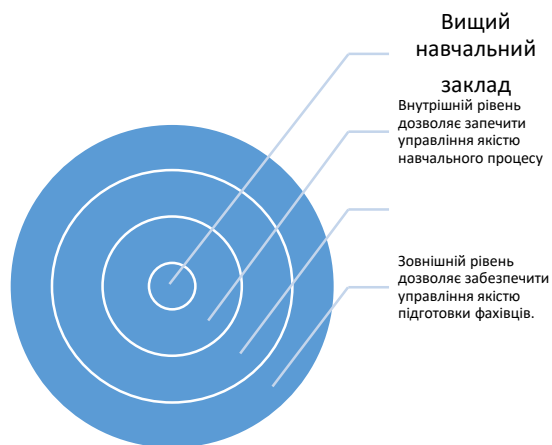 Вищий
навчальний
заклад
Внутрішній рівень
дозволяє запечити
управління якістю
навчального процесу
Зовнішній рівень
дозволяє забезпечити
управління якістю
підготовки фахівців.